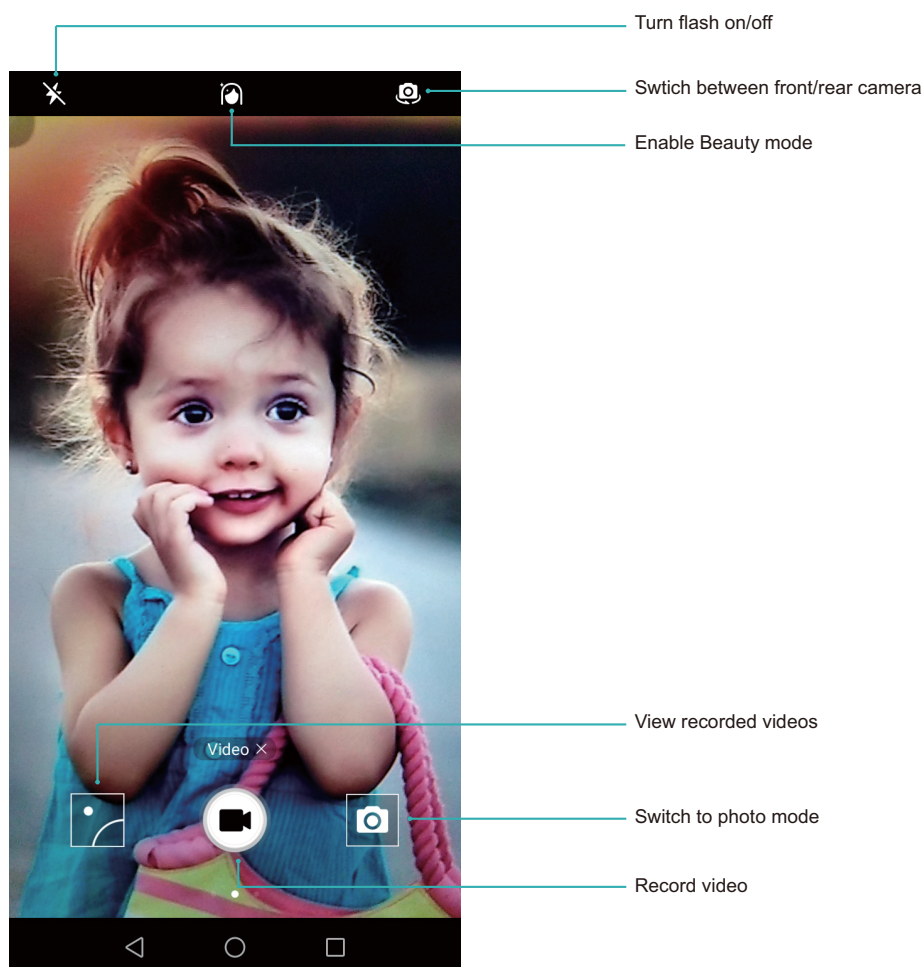 Turn flash on/off
Swtich between front/rear camera
Enable Beauty mode
View recorded videos
Video ×
Switch to photo mode
Record video